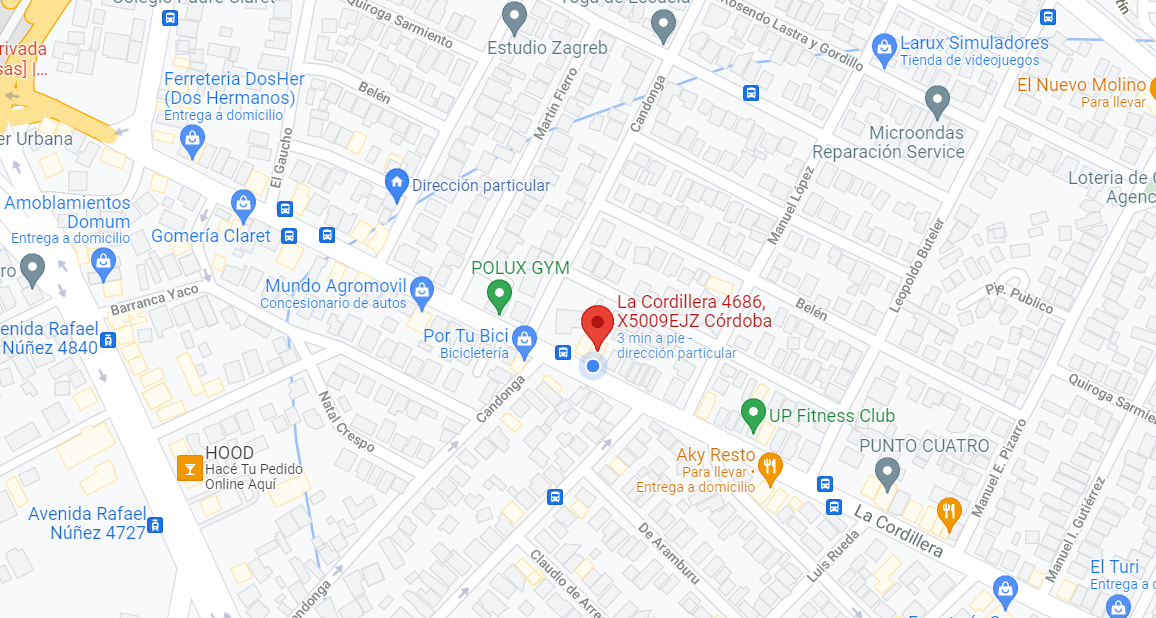 Colegio Padre Claret
Yoga de Escuela
Quiroga Sarmiento
Rosendo Lastra y Gordillo
Estudio Zagreb
Larux Simuladores
Tienda de videojuegos
rivada
sas] |...
Ferreteria DosHer
(Dos Hermanos)
Entrega a domicilio
Belén
Martín Fierro
Candonga
El Nuevo Molino
Para llevar
Microondas
Reparación Service
er Urbana
El Gaucho
Dirección particular
Manuel López
Loteria de
Agenc
Amoblamientos
Domum
Entrega a domicilio
Gomería Claret
Leopoldo Buteler
ro
POLUX GYM
Mundo Agromovil
Concesionario de autos
Barranca Yaco
La Cordillera 4686,
X5009EJZ Córdoba
3 min a pie -
dirección particular
Belén
Pje. Publico
venida Rafael
Núñez 4840
Por Tu Bici
Bicicletería
Candonga
Natal Crespo
Quiroga Sarmie
UP Fitness Club
PUNTO CUATRO
Manuel E. Pizarro
HOOD
Hacé Tu Pedido
Online Aquí
Aky Resto
Para llevar •
Entrega a domicilio
Avenida Rafael
Núñez 4727
La Cordillera
Manuel I. Gutiérrez
De Aramburu
Luis Rueda
Claudio de Arre
andonga
El Turi
Entrega a